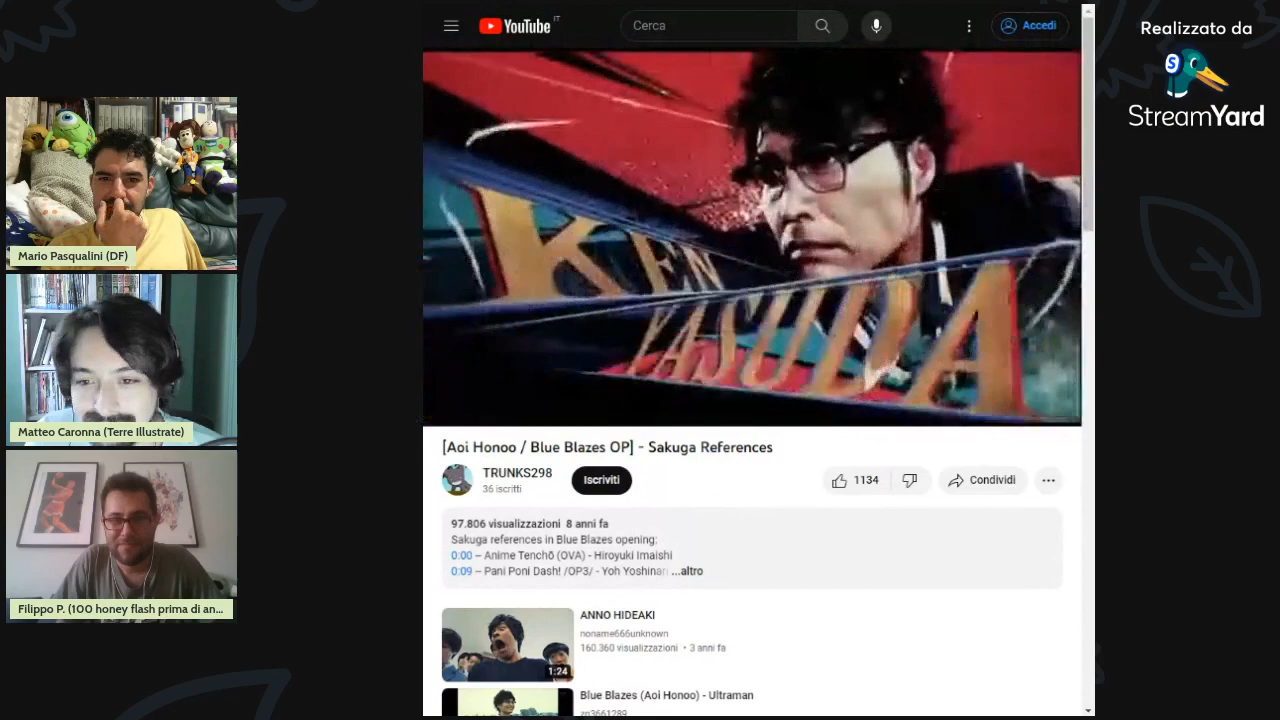 YouTube IT
Cerca
Accedi
Realizzato da
StreamYard
KEN
YASUDA
Mario Pasqualini (DF)
Matteo Caronna (Terre Illustrate)
Filippo P. (100 honey flash prima di an...
[Aoi Honoo / Blue Blazes OP] - Sakuga References
TRUNKS298
36 iscritti
Iscriviti
1134
Condividi
97.806 visualizzazioni 8 anni fa
Sakuga references in Blue Blazes opening:
0:00 – Anime Tenchō (OVA) - Hiroyuki Imaishi
0:09 – Pani Poni Dash! /OP3/ - Yoh Yoshinari ...altro
ANNO HIDEAKI
noname666unknown
160.360 visualizzazioni • 3 anni fa
1:24
Blue Blazes (Aoi Honoo) - Ultraman
zn3661289